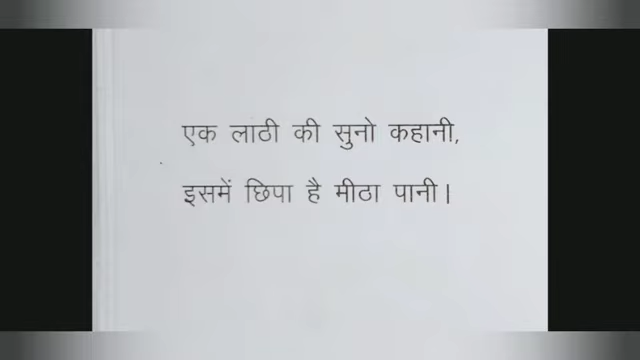 एक लाठी की सुनो कहानी,
इसमें छिपा है मीठा पानी।